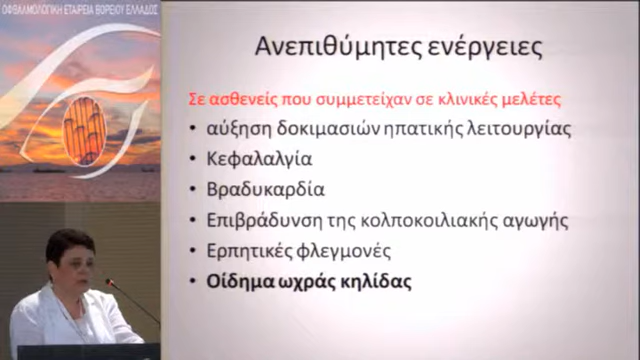 ΟΦΘΑΛΜΟΛΟΓΙΚΗ ΕΤΑΙΡΕΙΑ ΒΟΡΕΙΟΥ ΕΛΛΑΔΟΣ
Ανεπιθύμητες ενέργειες
Σε ασθενείς που συμμετείχαν σε κλινικές μελέτες
• αύξηση δοκιμασιών ηπατικής λειτουργίας
• Κεφαλαλγία
• Βραδυκαρδία
• Επιβράδυνση της κολποκοιλιακής αγωγής
• Ερπητικές φλεγμονές
• Οίδημα ωχράς κηλίδας